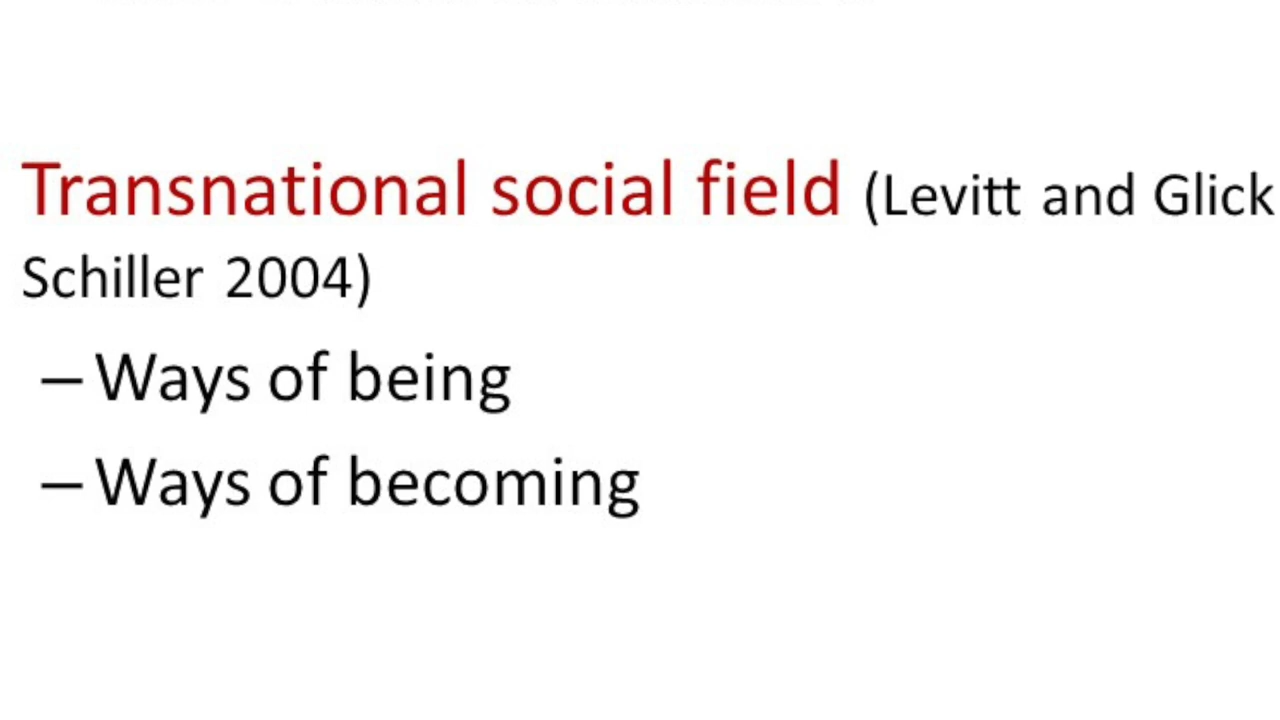 Transnational social field (Levitt and Glick
Schiller 2004)
– Ways of being
– Ways of becoming